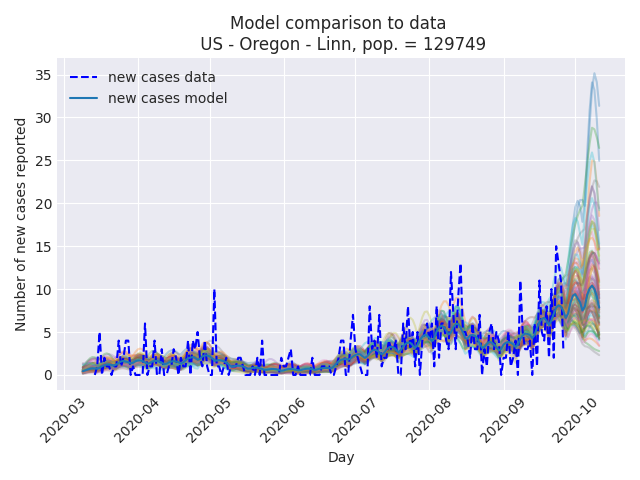 Model comparison to data
US - Oregon - Linn, pop. = 129749
new cases data
new cases model
Number of new cases reported
35
30
25
20
15
10
5
0
2020-03
2020-04
2020-05
2020-06
2020-07
2020-08
2020-09
2020-10
Day